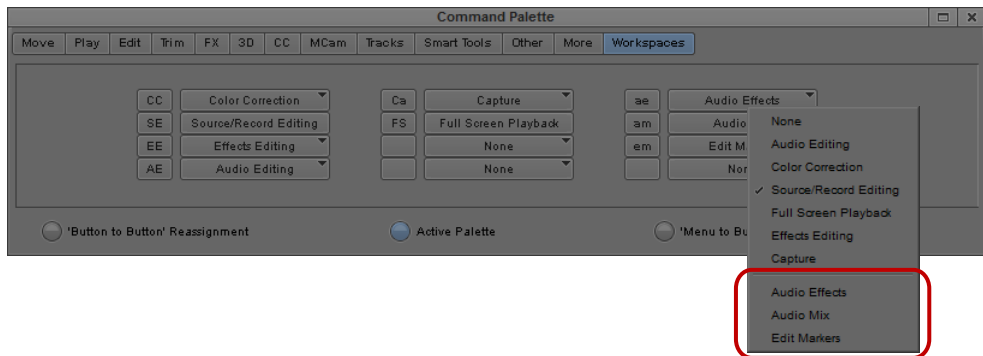 Command Palette
Move Play Edit Trim FX 3D CC MCam Tracks Smart Tools Other More Workspaces
CC Color Correction Ca Capture ae Audio Effects
SE Source/Record Editing FS Full Screen Playback am Audio
EE Effects Editing None em Edit M
AE Audio Editing None Nor
'Button to Button' Reassignment Active Palette 'Menu to Bu
None
Audio Editing
Color Correction
✓ Source/Record Editing
Full Screen Playback
Effects Editing
Capture
Audio Effects
Audio Mix
Edit Markers